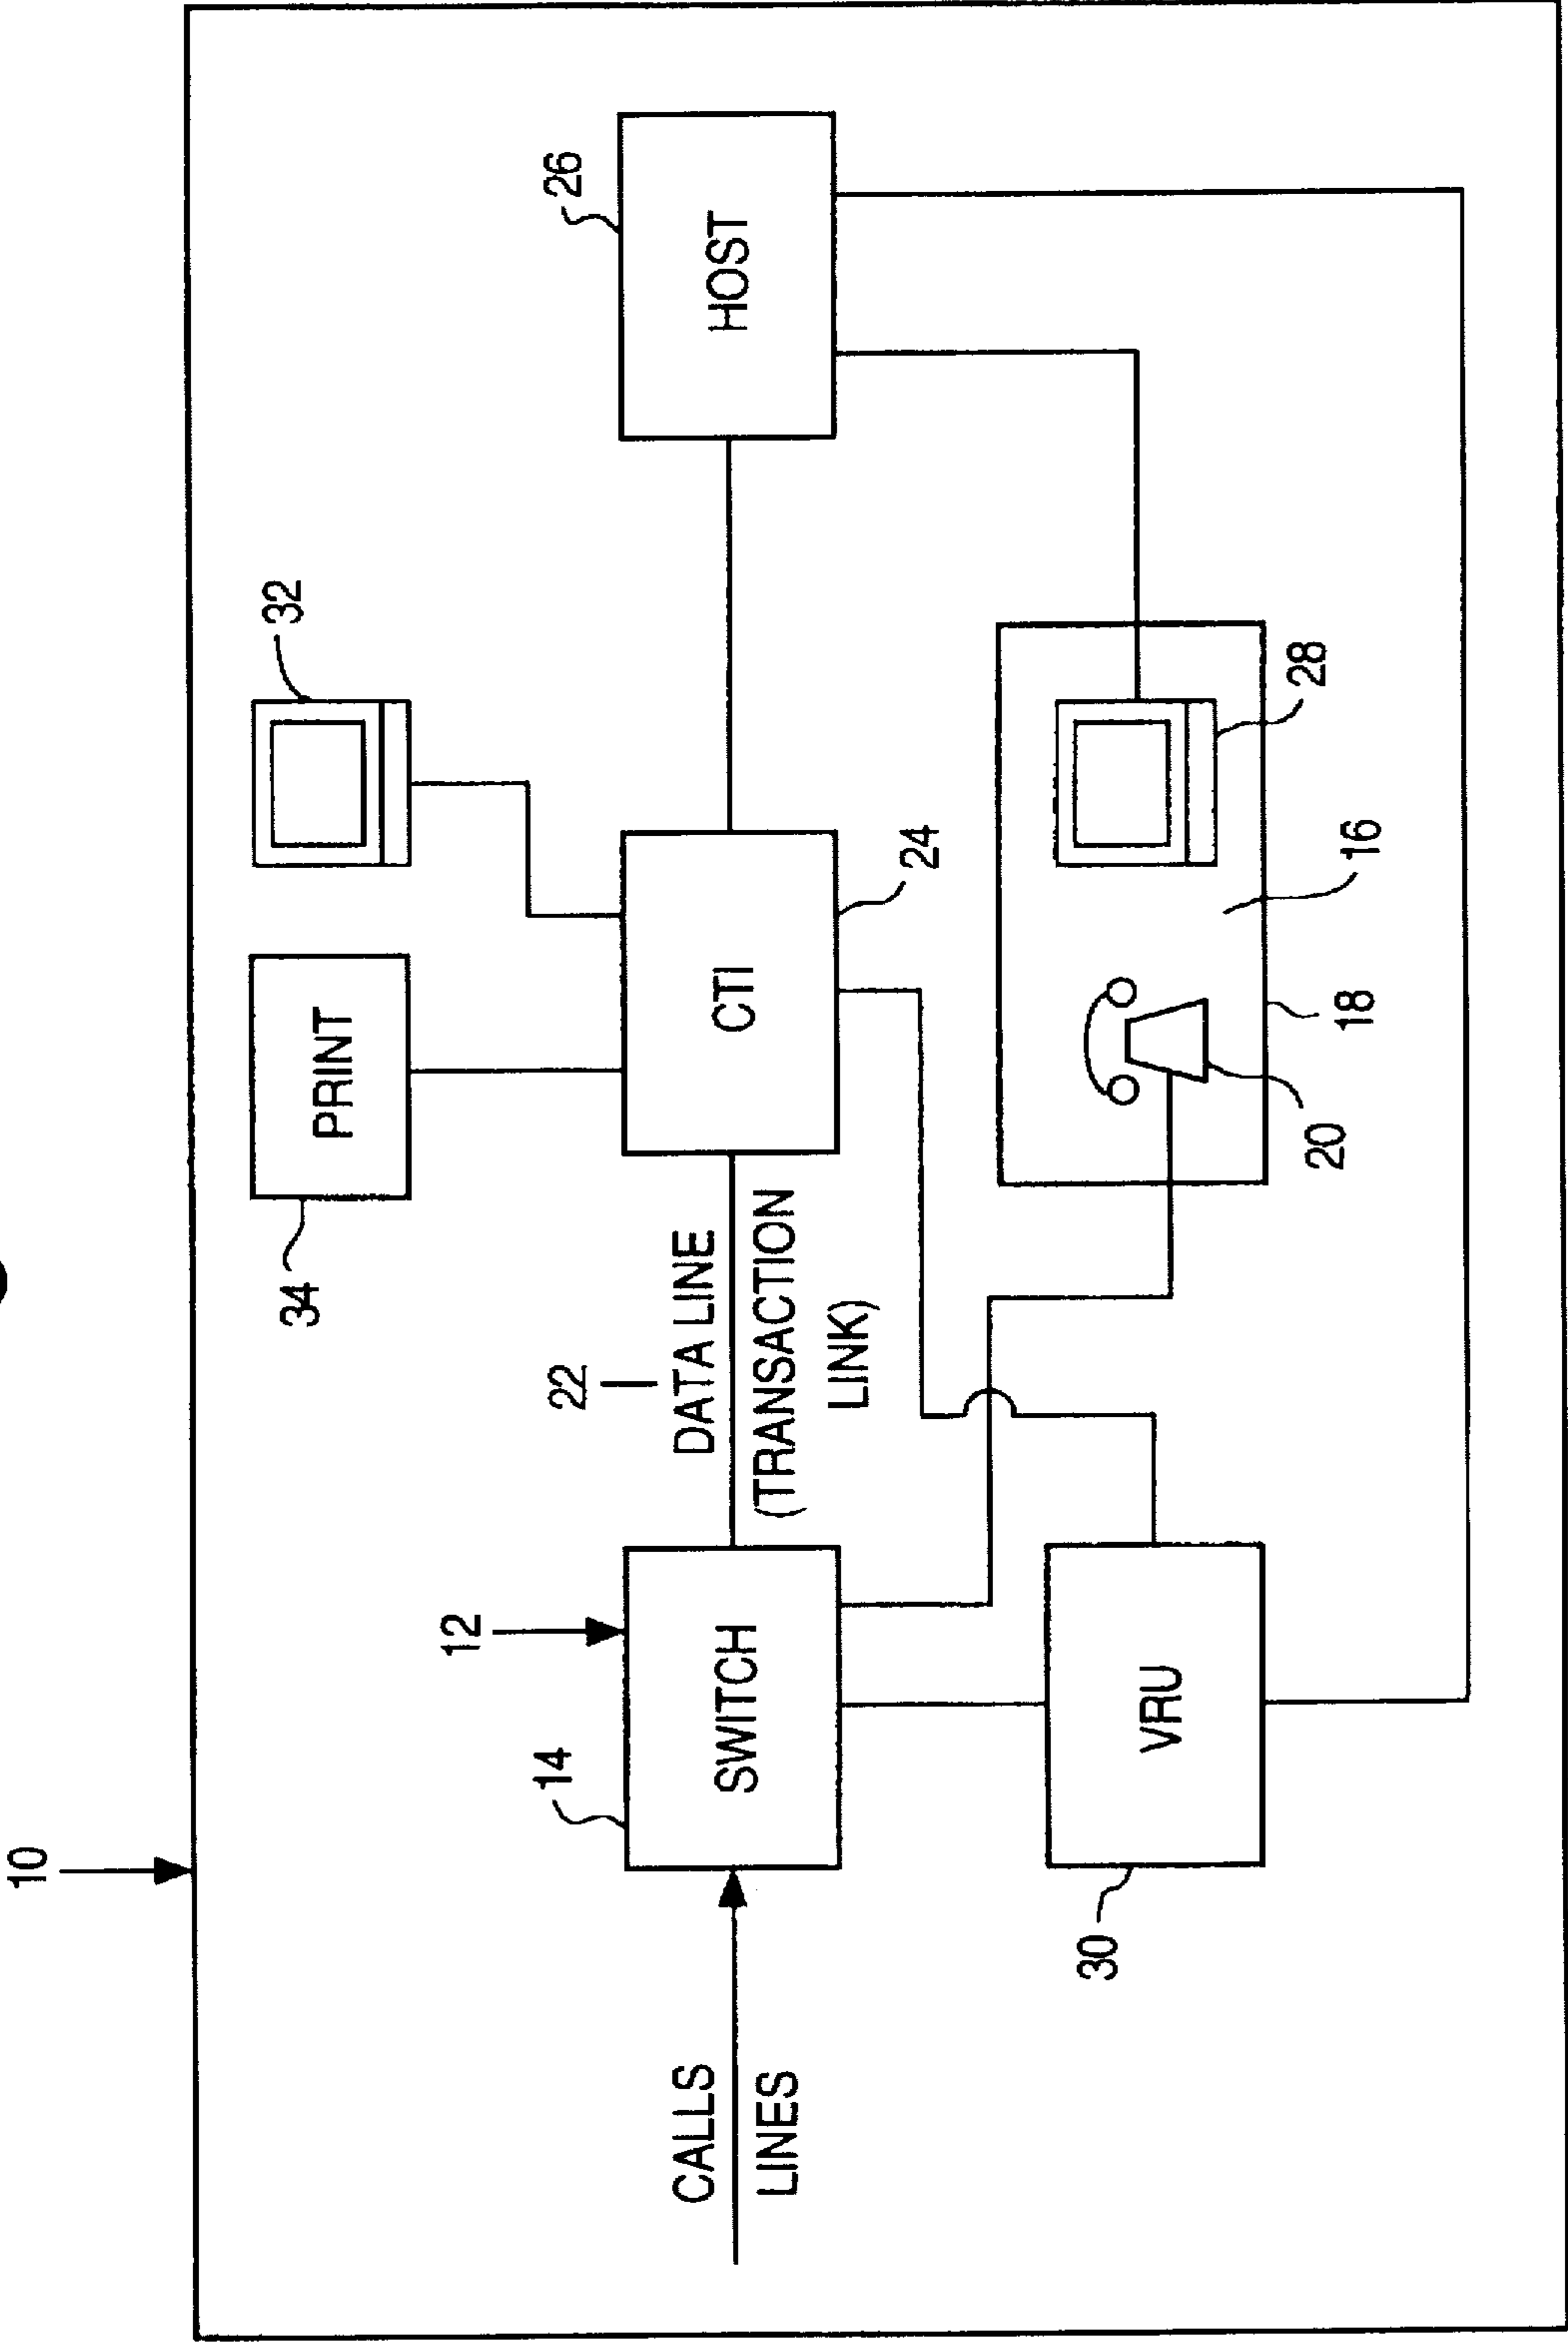 10
32
26
34
PRINT
HOST
22
DATA LINE
(TRANSACTION
LINK)
CTI
24
12
14
SWITCH
CALLS
LINES
30
VRU
20
18
16
28